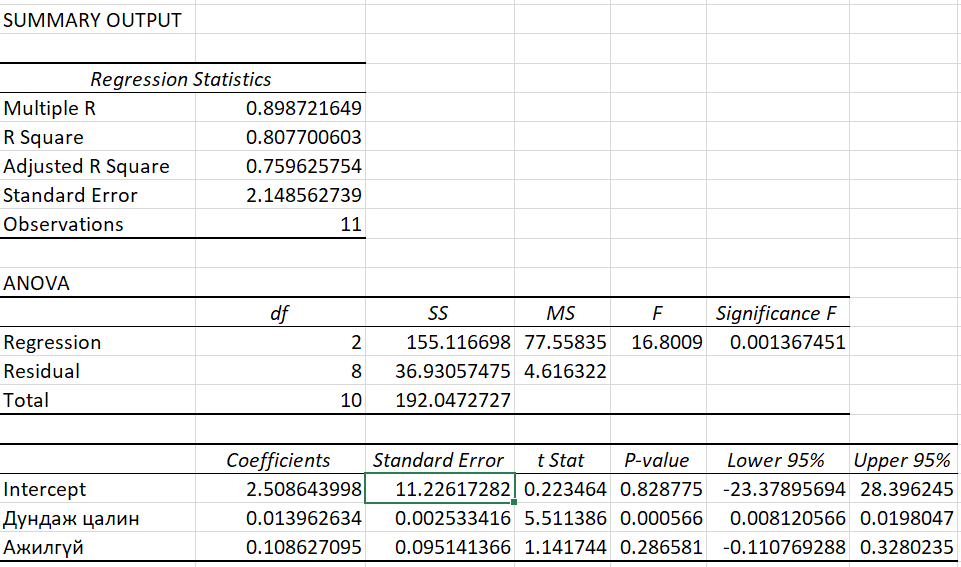 SUMMARY OUTPUT
Regression Statistics
Multiple R 0.898721649
R Square 0.807700603
Adjusted R Square 0.759625754
Standard Error 2.148562739
Observations 11
ANOVA
df SS MS F Significance F
Regression 2 155.116698 77.55835 16.8009 0.001367451
Residual 8 36.93057475 4.616322
Total 10 192.0472727
Coefficients Standard Error t Stat P-value Lower 95% Upper 95%
Intercept 2.508643998 11.22617282 0.223464 0.828775 -23.37895694 28.396245
Дундаж цалин 0.013962634 0.002533416 5.511386 0.000566 0.008120566 0.0198047
Ажилгүй 0.108627095 0.095141366 1.141744 0.286581 -0.110769288 0.3280235